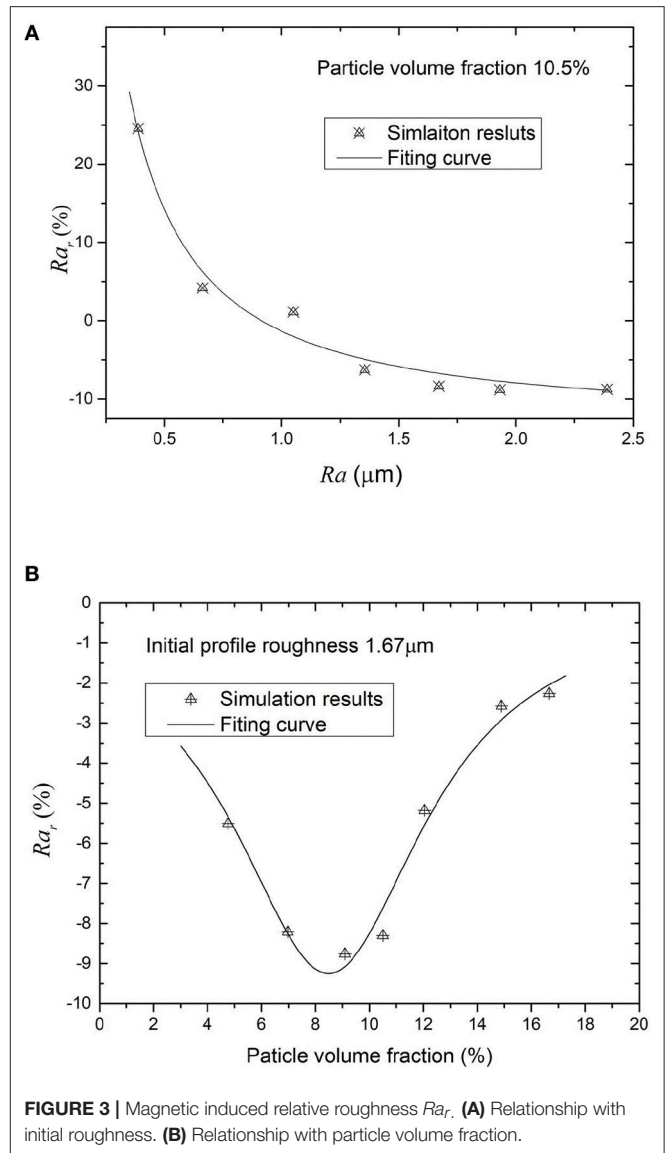 A
Particle volume fraction 10.5%
Simlaiton resluts
Fiting curve
30
20
10
0
-10
Ra_r (%)
0.5 1.0 1.5 2.0 2.5
Ra (μm)
B
0
-1
-2
-3
-4
-5
-6
-7
-8
-9
-10
Initial profile roughness 1.67μm
Simulation results
Fiting curve
Ra_r (%)
0 2 4 6 8 10 12 14 16 18 20
Paticle volume fraction (%)
FIGURE 3 | Magnetic induced relative roughness Ra_r. (A) Relationship with
initial roughness. (B) Relationship with particle volume fraction.